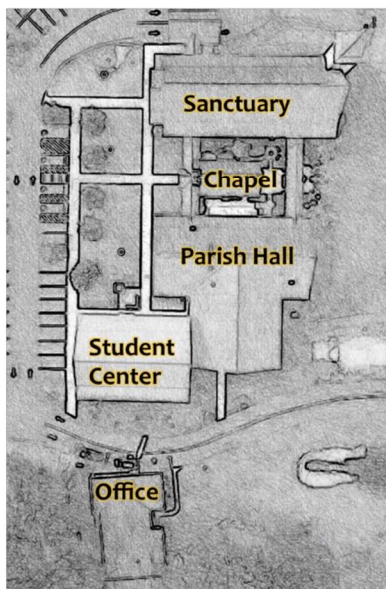 Sanctuary
Chapel
Parish Hall
Student
Center
Office